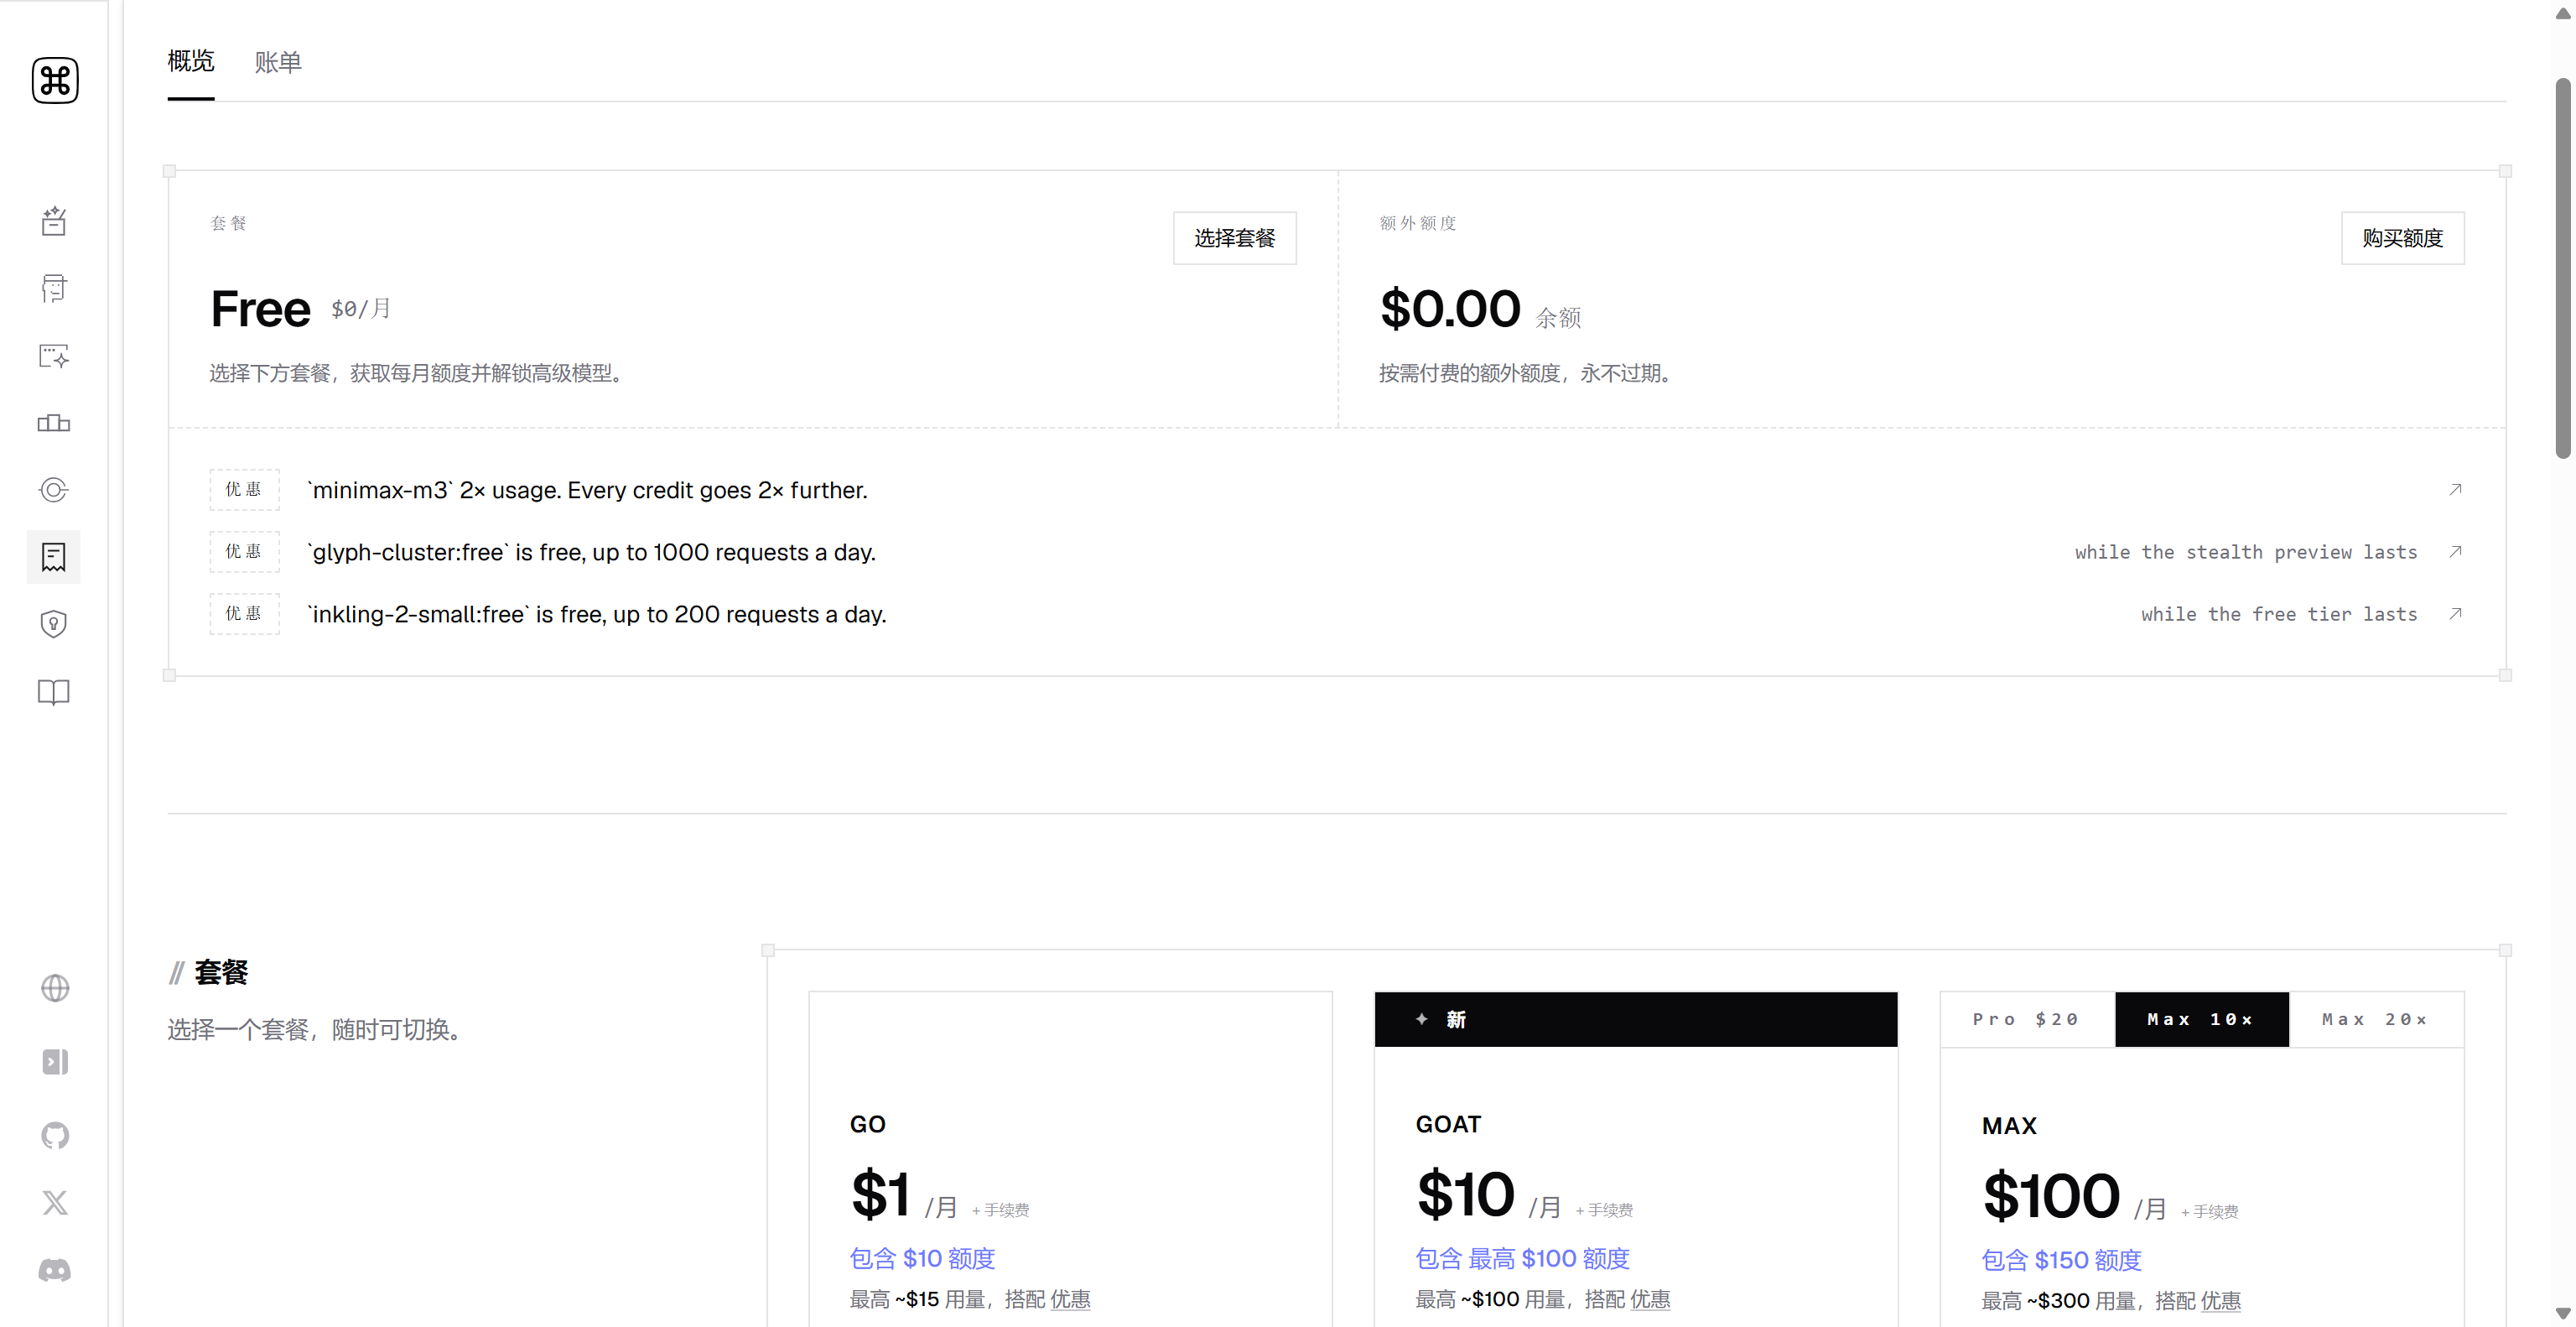 概览 账单
套餐
选择套餐
Free $0/月
选择下方套餐，获取每月额度并解锁高级模型。
额外额度
购买额度
$0.00 余额
按需付费的额外额度，永不过期。
优惠 `minimax-m3` 2× usage. Every credit goes 2× further.
优惠 `glyph-cluster:free` is free, up to 1000 requests a day. while the stealth preview lasts
优惠 `inkling-2-small:free` is free, up to 200 requests a day. while the free tier lasts
// 套餐
选择一个套餐，随时可切换。
GO
$1 /月 + 手续费
包含 $10 额度
最高 ~$15 用量，搭配 优惠
新
GOAT
$10 /月 + 手续费
包含 最高 $100 额度
最高 ~$100 用量，搭配 优惠
Pro $20 Max 10× Max 20×
MAX
$100 /月 + 手续费
包含 $150 额度
最高 ~$300 用量，搭配 优惠